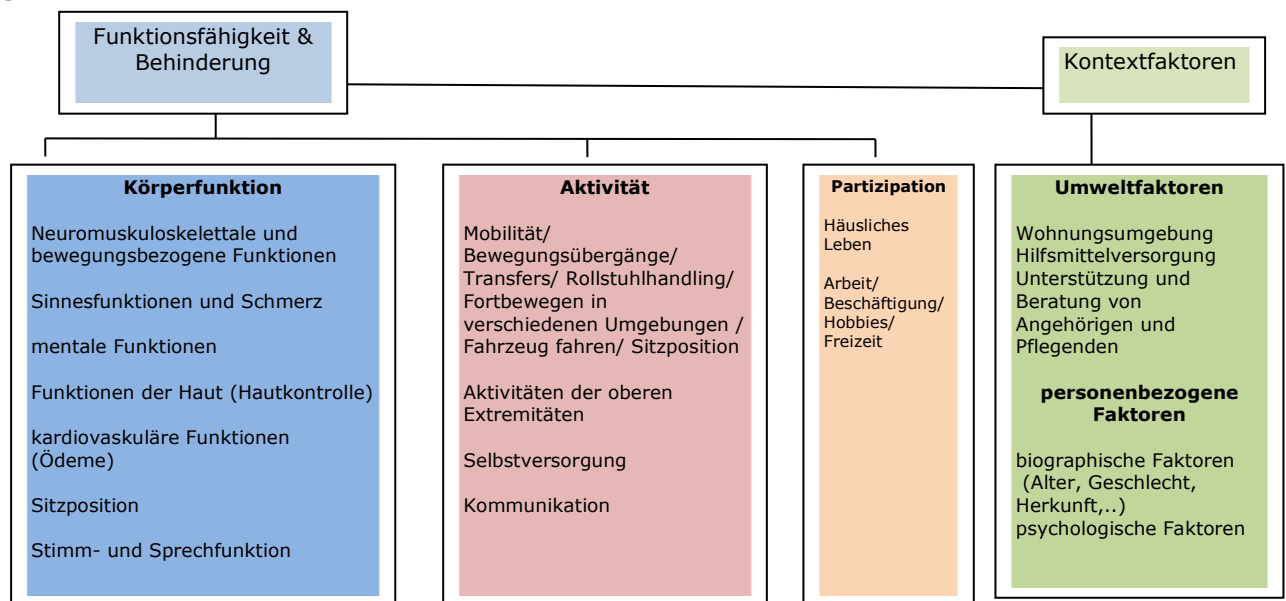 Funktionsfähigkeit &
Behinderung
Kontextfaktoren
Körperfunktion
Neuromuskuloskelettale und
bewegungsbezogene Funktionen
Sinnesfunktionen und Schmerz
mentale Funktionen
Funktionen der Haut (Hautkontrolle)
kardiovaskuläre Funktionen
(Ödeme)
Sitzposition
Stimm- und Sprechfunktion
Aktivität
Mobilität/
Bewegungsübergänge/
Transfers/ Rollstuhlhandling/
Fortbewegen in
verschiedenen Umgebungen /
Fahrzeug fahren/ Sitzposition
Aktivitäten der oberen
Extremitäten
Selbstversorgung
Kommunikation
Partizipation
Häusliches
Leben
Arbeit/
Beschäftigung/
Hobbies/
Freizeit
Umweltfaktoren
Wohnungsumgebung
Hilfsmittelversorgung
Unterstützung und
Beratung von
Angehörigen und
Pflegenden
personenbezogene
Faktoren
biographische Faktoren
(Alter, Geschlecht,
Herkunft,..)
psychologische Faktoren